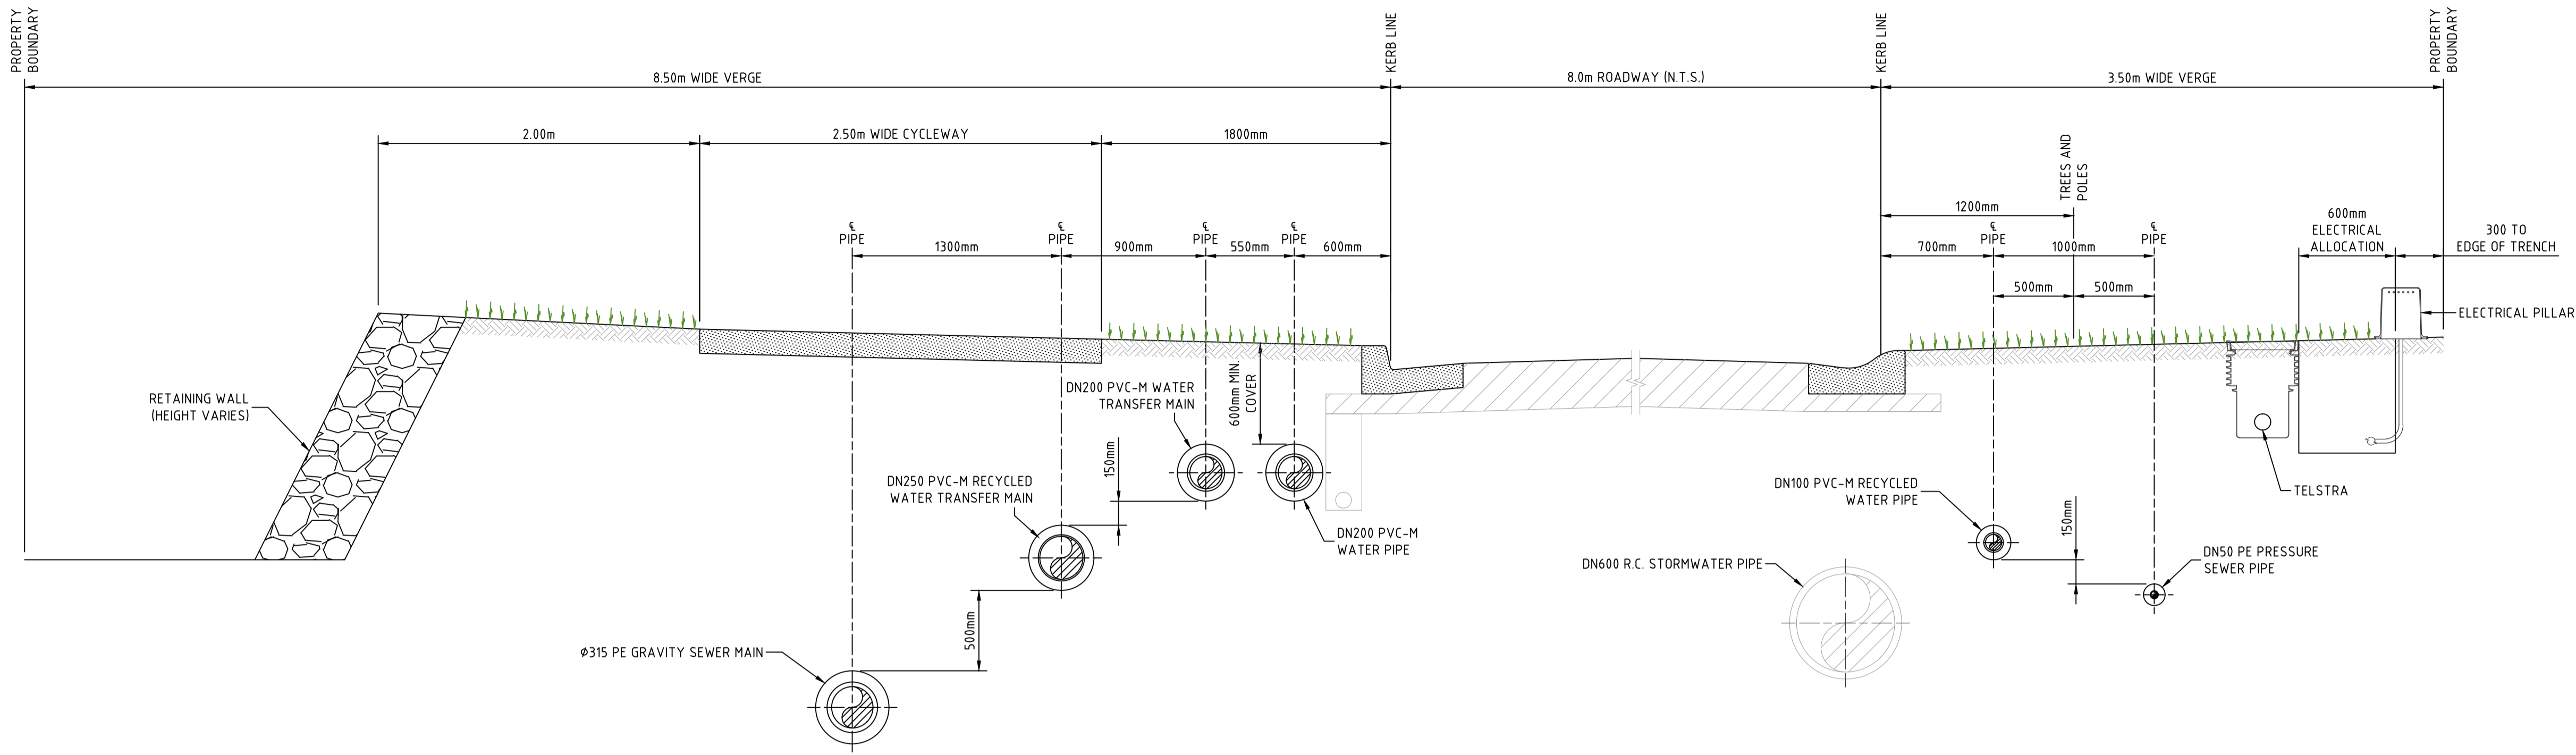 PROPERTY
BOUNDARY
KERB LINE
KERB LINE
PROPERTY
BOUNDARY
8.50m WIDE VERGE
8.0m ROADWAY (N.T.S.)
3.50m WIDE VERGE
2.00m
2.50m WIDE CYCLEWAY
1800mm
TREES AND
POLES
1200mm
℄
PIPE
℄
PIPE
℄
PIPE
℄
PIPE
℄
PIPE
℄
PIPE
1300mm
900mm
550mm
600mm
700mm
1000mm
500mm
500mm
600mm
ELECTRICAL
ALLOCATION
300 TO
EDGE OF TRENCH
ELECTRICAL PILLAR
RETAINING WALL
(HEIGHT VARIES)
DN200 PVC-M WATER
TRANSFER MAIN
600mm MIN.
COVER
150mm
DN250 PVC-M RECYCLED
WATER TRANSFER MAIN
DN200 PVC-M
WATER PIPE
DN100 PVC-M RECYCLED
WATER PIPE
TELSTRA
150mm
DN50 PE PRESSURE
SEWER PIPE
DN600 R.C. STORMWATER PIPE
500mm
Ø315 PE GRAVITY SEWER MAIN